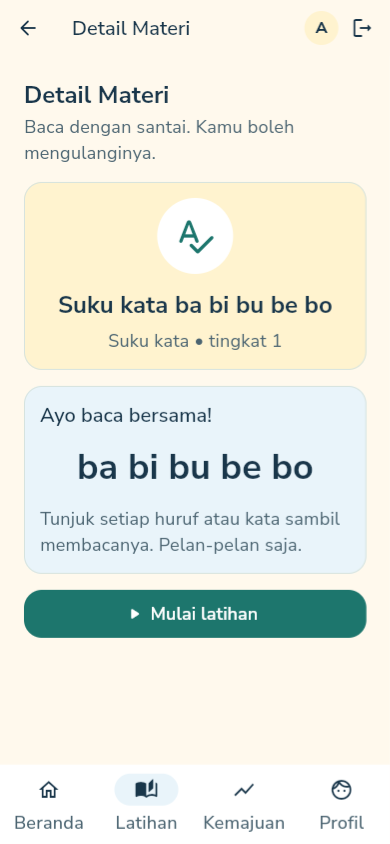 Detail Materi
A
Detail Materi
Baca dengan santai. Kamu boleh
mengulanginya.
Suku kata ba bi bu be bo
Suku kata • tingkat 1
Ayo baca bersama!
ba bi bu be bo
Tunjuk setiap huruf atau kata sambil
membacanya. Pelan-pelan saja.
Mulai latihan
Beranda
Latihan
Kemajuan
Profil